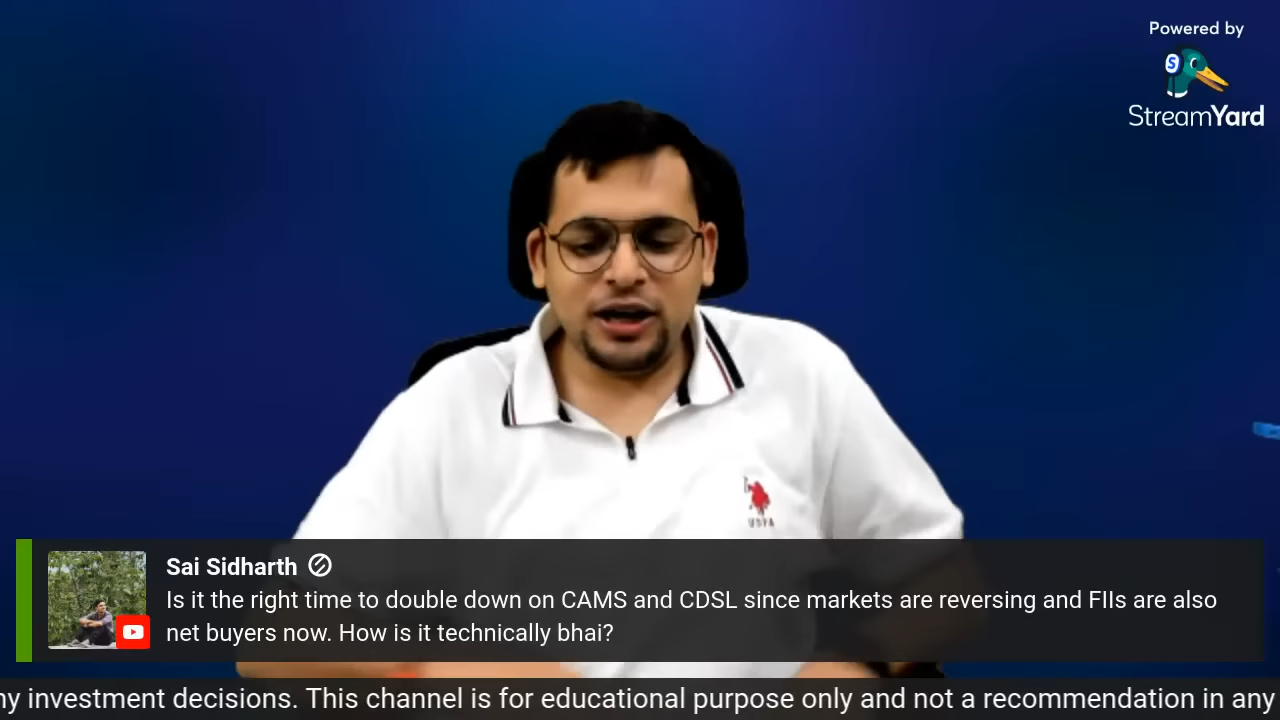 Powered by
StreamYard
USPA
Sai Sidharth
Is it the right time to double down on CAMS and CDSL since markets are reversing and FIIs are also
net buyers now. How is it technically bhai?
ny investment decisions. This channel is for educational purpose only and not a recommendation in any